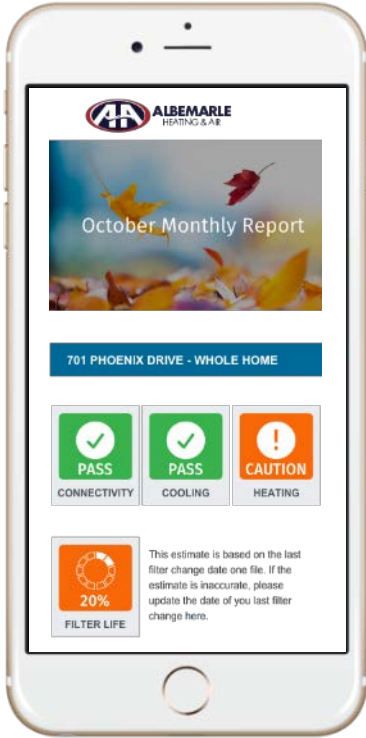 ALBEMARLE
HEATING & AIR
October Monthly Report
701 PHOENIX DRIVE - WHOLE HOME
PASS
CONNECTIVITY
PASS
COOLING
CAUTION
HEATING
20%
FILTER LIFE
This estimate is based on the last
filter change date one file. If the
estimate is inaccurate, please
update the date of you last filter
change here.